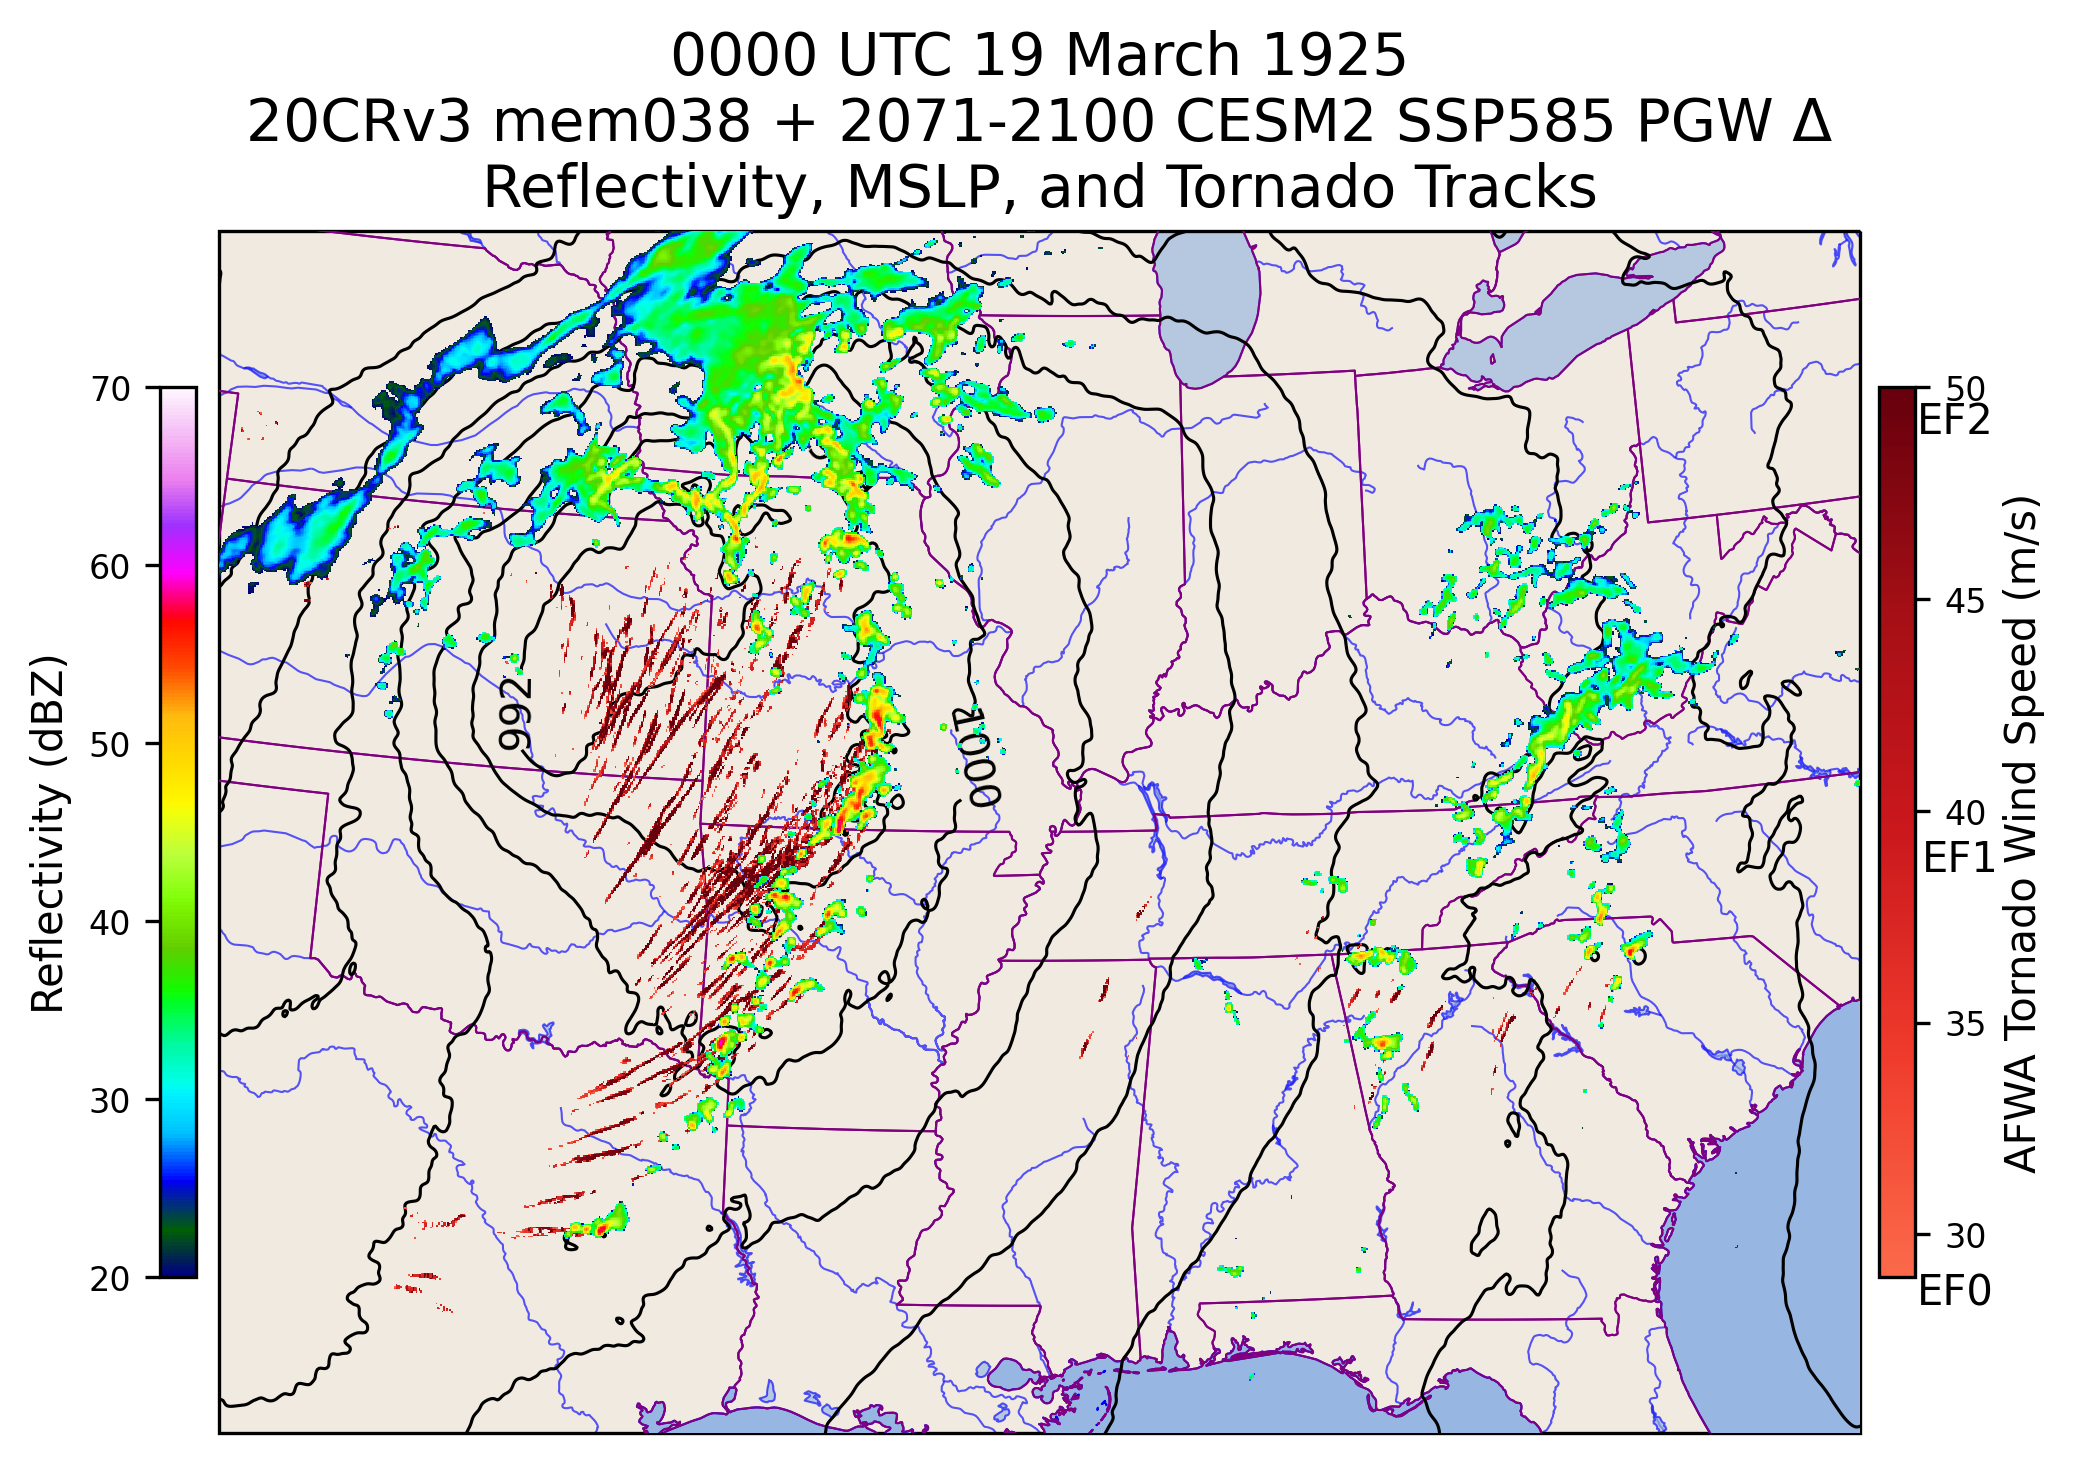 0000 UTC 19 March 1925
20CRv3 mem038 + 2071-2100 CESM2 SSP585 PGW Δ
Reflectivity, MSLP, and Tornado Tracks
70
60
50
40
30
20
Reflectivity (dBZ)
992
1000
50
EF2
45
40
EF1
35
30
EF0
AFWA Tornado Wind Speed (m/s)